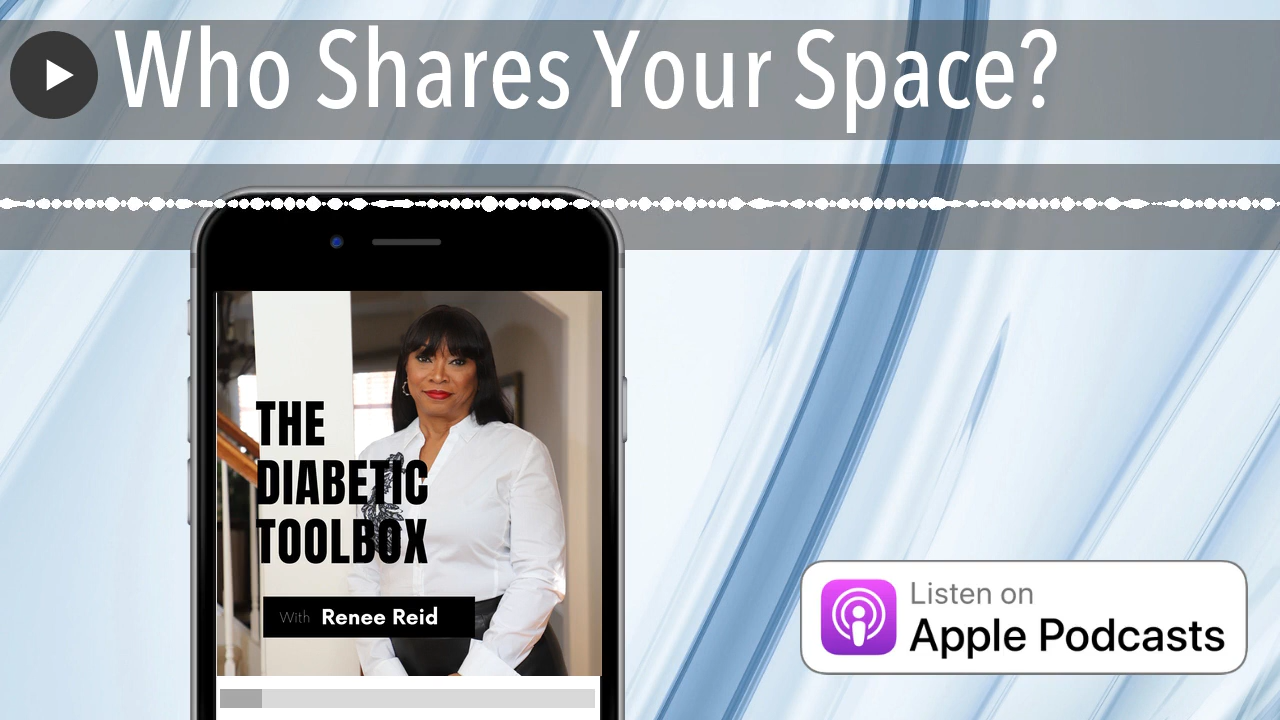 Who Shares Your Space?
THE
DIABETIC
TOOLBOX
With Renee Reid
Listen on
Apple Podcasts